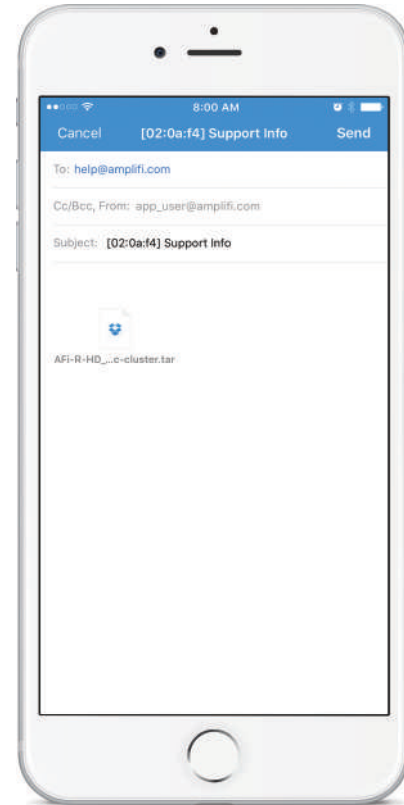 8:00 AM
Cancel [02:0a:f4] Support Info Send
To: help@amplifi.com
Cc/Bcc, From: app_user@amplifi.com
Subject: [02:0a:f4] Support Info
AFi-R-HD_...c-cluster.tar